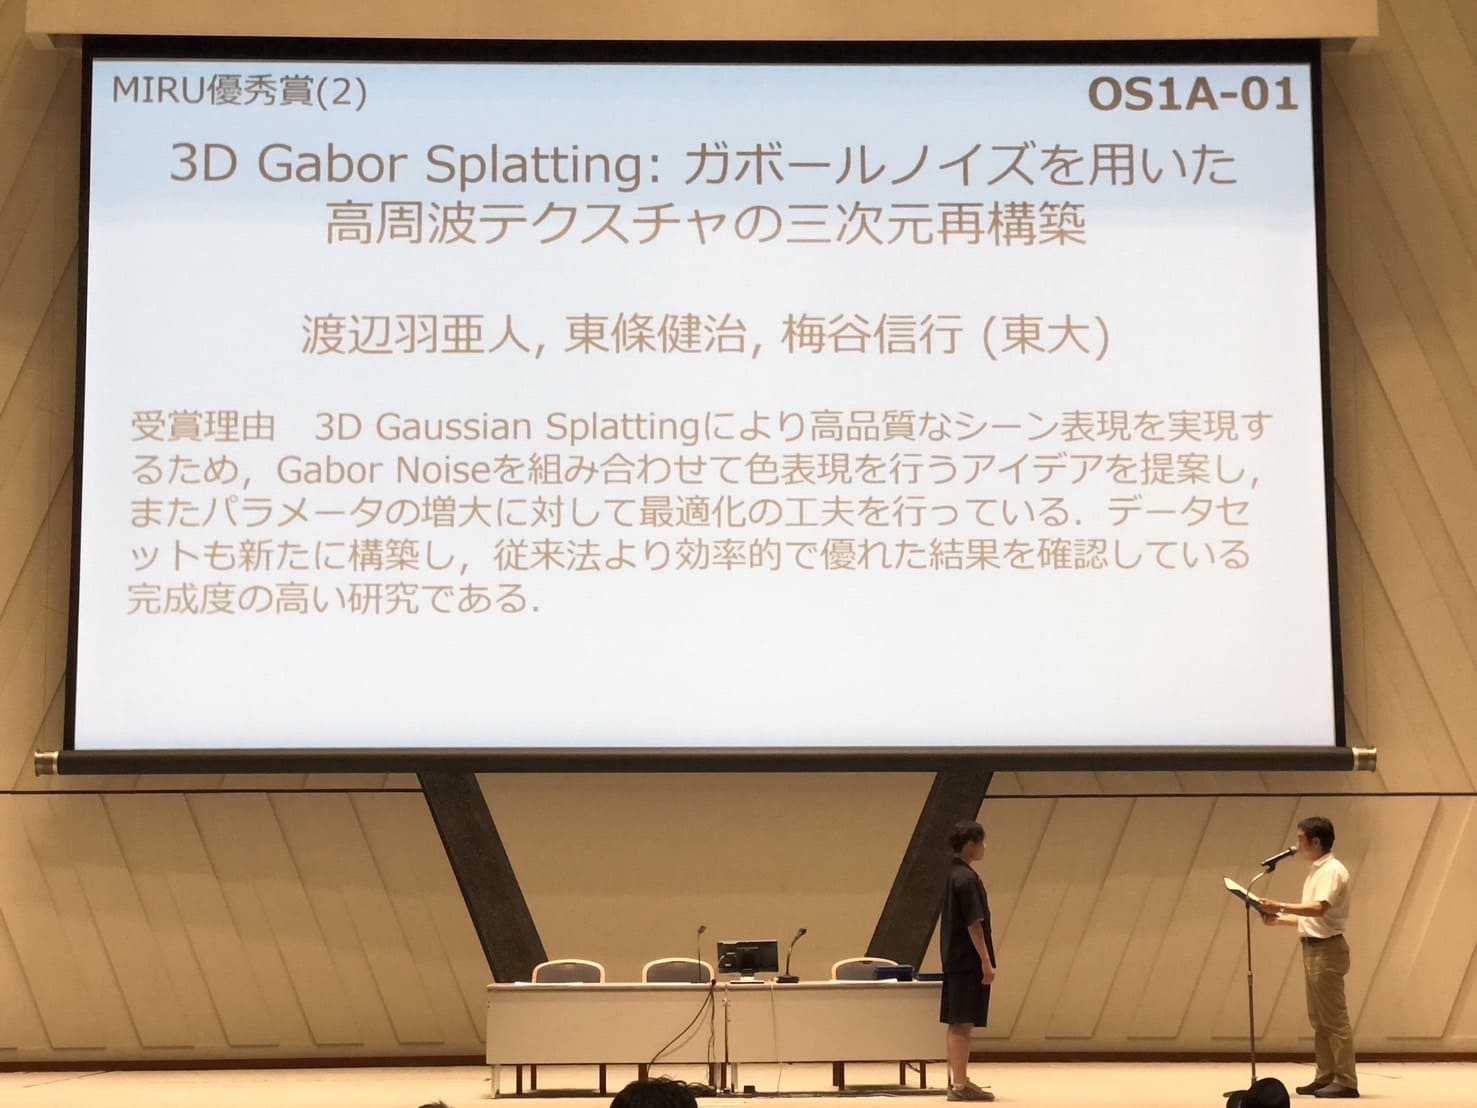 MIRU優秀賞(2)
OS1A-01
3D Gabor Splatting: ガボールノイズを用いた
高周波テクスチャの三次元再構築
渡辺羽亜人, 東條健治, 梅谷信行 (東大)
受賞理由　3D Gaussian Splattingにより高品質なシーン表現を実現す
るため，Gabor Noiseを組み合わせて色表現を行うアイデアを提案し，
またパラメータの増大に対して最適化の工夫を行っている．データセ
ットも新たに構築し，従来法より効率的で優れた結果を確認している
完成度の高い研究である．